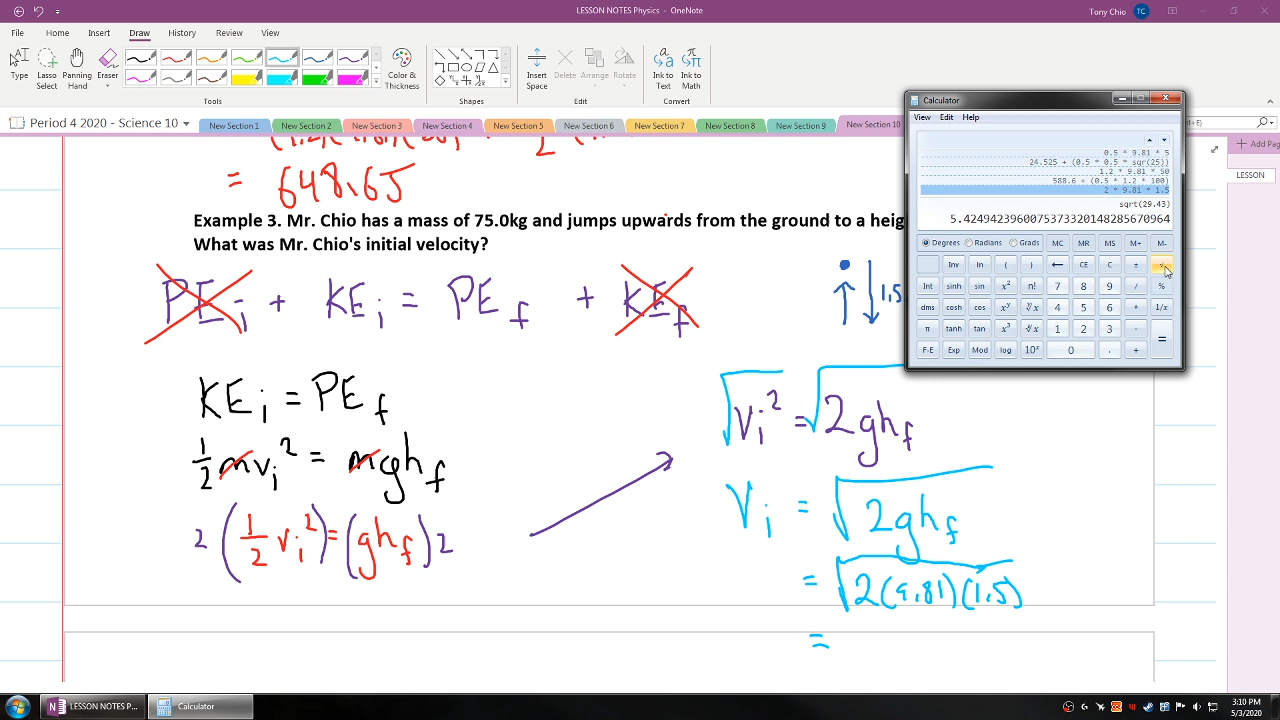 LESSON NOTES Physics - OneNote
Tony Chio TC
File Home Insert Draw History Review View
Type Lasso Select Panning Hand Eraser
Color & Thickness
Insert Space Delete Arrange Rotate
Ink to Text Ink to Math
Tools Shapes Edit Convert
Period 4 2020 - Science 10
New Section 1 New Section 2 New Section 3 New Section 4 New Section 5 New Section 6 New Section 7 New Section 8 New Section 9 New Section 10
Add Page
LESSON
Calculator
View Edit Help
0.5 * 9.81 * 5
24.525 + (0.5 * 0.5 * sqr(25))
1.2 * 9.81 * 50
588.6 + (0.5 * 1.2 * 100)
2 * 9.81 * 1.5
sqrt(29.43)
5.4249423960075373320148285670964
Degrees Radians Grads MC MR MS M+ M-
Inv ln ( ) ← CE C ± √
Int sinh sin x² n! 7 8 9 / %
dms cosh cos xʸ ʸ√x 4 5 6 * 1/x
π tanh tan x³ ³√x 1 2 3 - =
F-E Exp Mod log 10ˣ 0 . +
= 648.65
Example 3. Mr. Chio has a mass of 75.0kg and jumps upwards from the ground to a heig
What was Mr. Chio's initial velocity?
PEi + KEi = PEf + KEf
1.5
KEi = PEf
½mvi² = mghf
2(½vi²) = (ghf)2
√vi² = √2ghf
vi = √2ghf
= √2(9.81)(1.5)
=
LESSON NOTES Ph...
Calculator
3:10 PM
5/3/2020